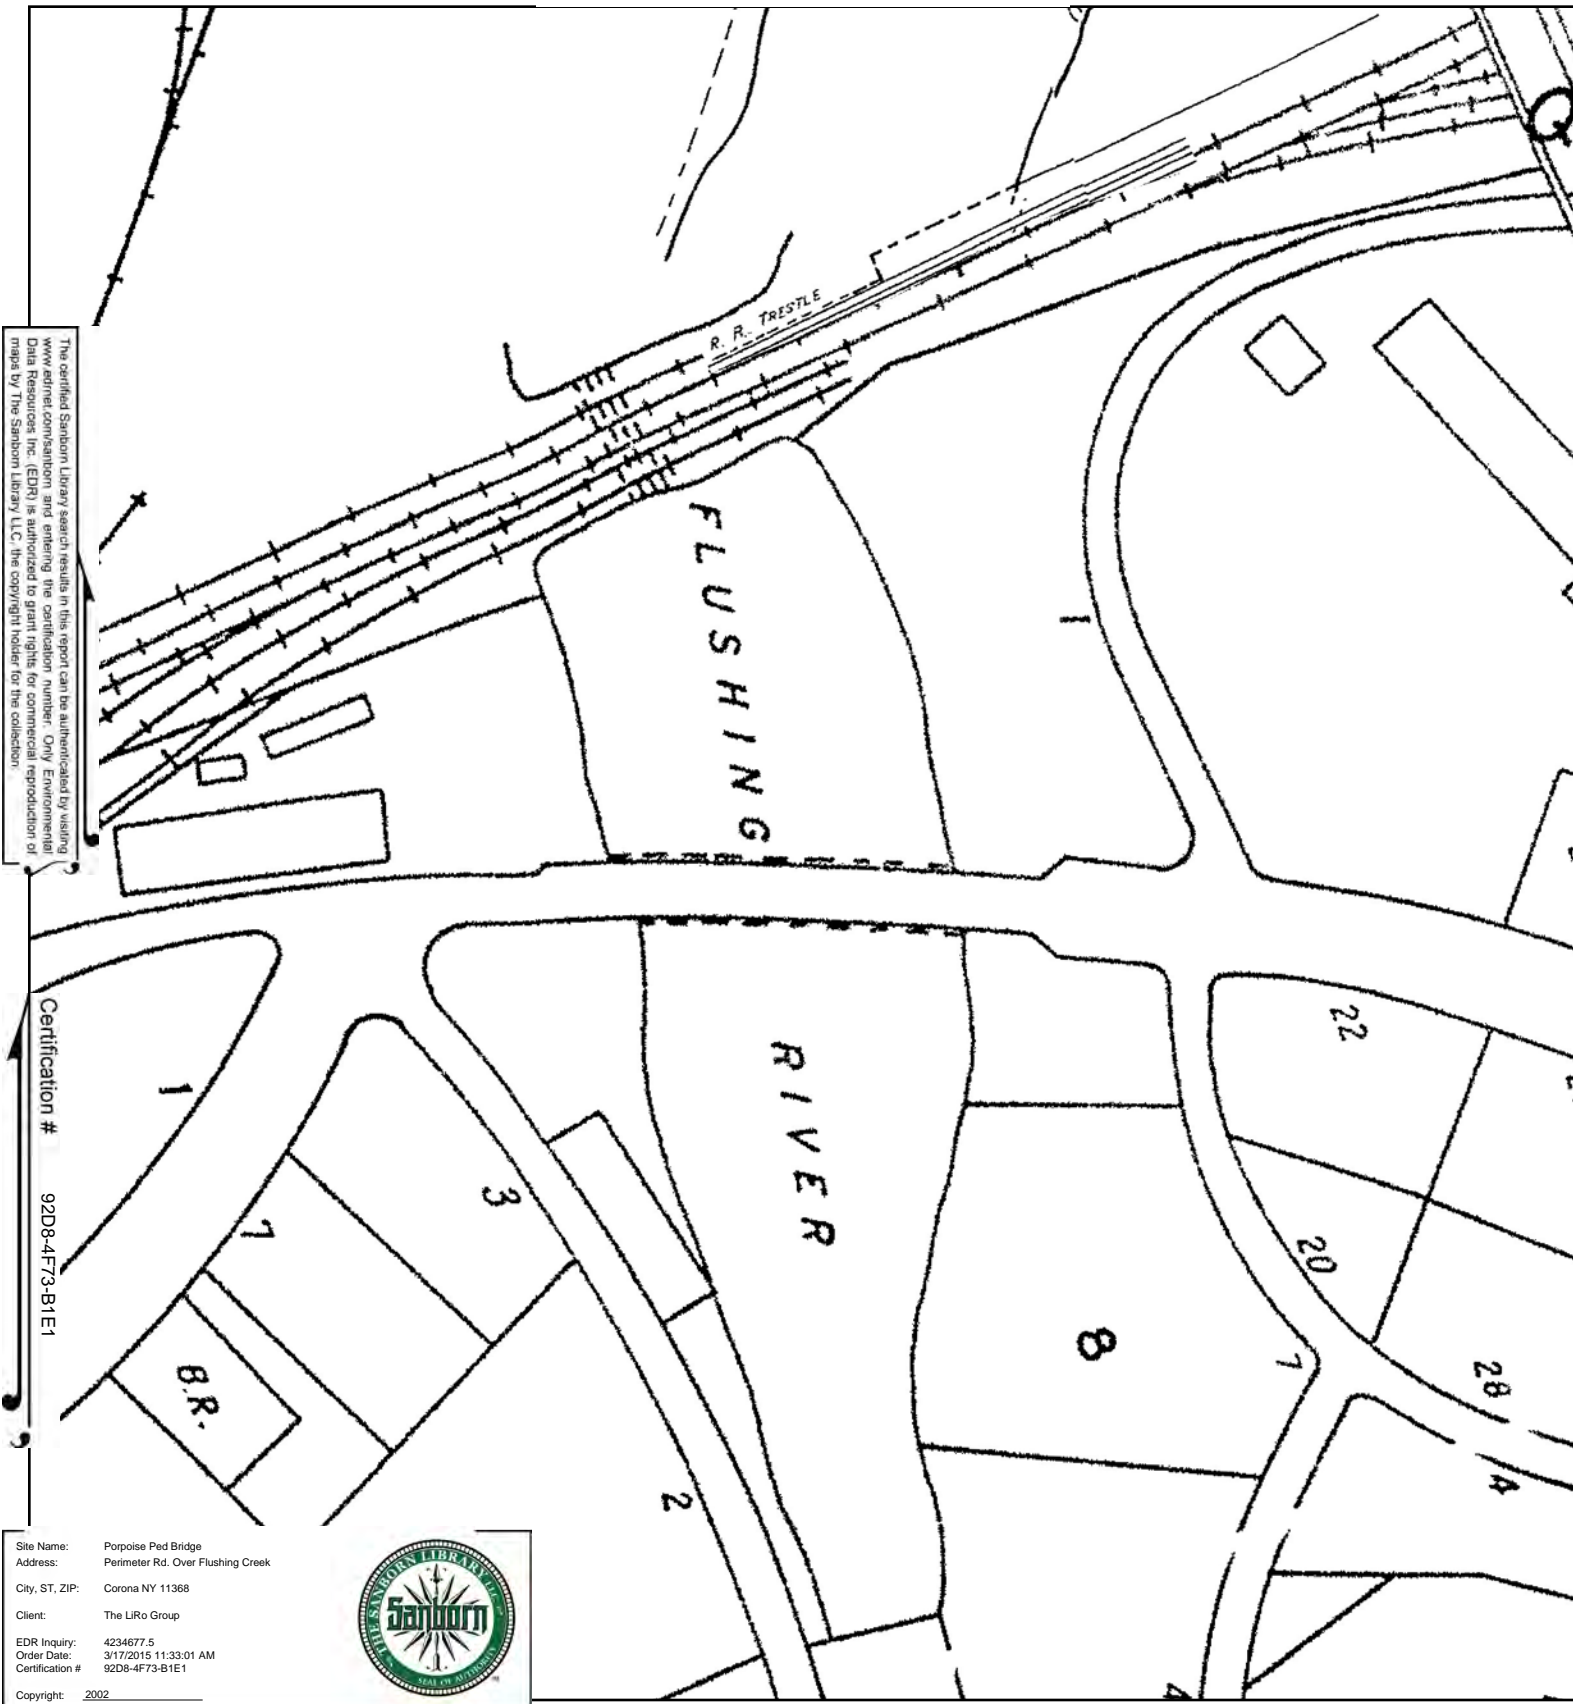 R. R. TRESTLE
FLUSHING
RIVER
1
1
3
7
B.R.
2
8
22
20
7
28
4
4
The certified Sanborn Library search results in this report can be authenticated by visiting
www.edrnet.com/sanborn and entering the certification number. Only Environmental
Data Resources Inc. (EDR) is authorized to grant rights for commercial reproduction of
maps by The Sanborn Library LLC, the copyright holder for the collection.
Certification # 92D8-4F73-B1E1
Site Name: Porpoise Ped Bridge
Address: Perimeter Rd. Over Flushing Creek
City, ST, ZIP: Corona NY 11368
Client: The LiRo Group
EDR Inquiry: 4234677.5
Order Date: 3/17/2015 11:33:01 AM
Certification # 92D8-4F73-B1E1
Copyright: 2002
THE SANBORN LIBRARY LLC
Sanborn
SEAL OF AUTHORITY